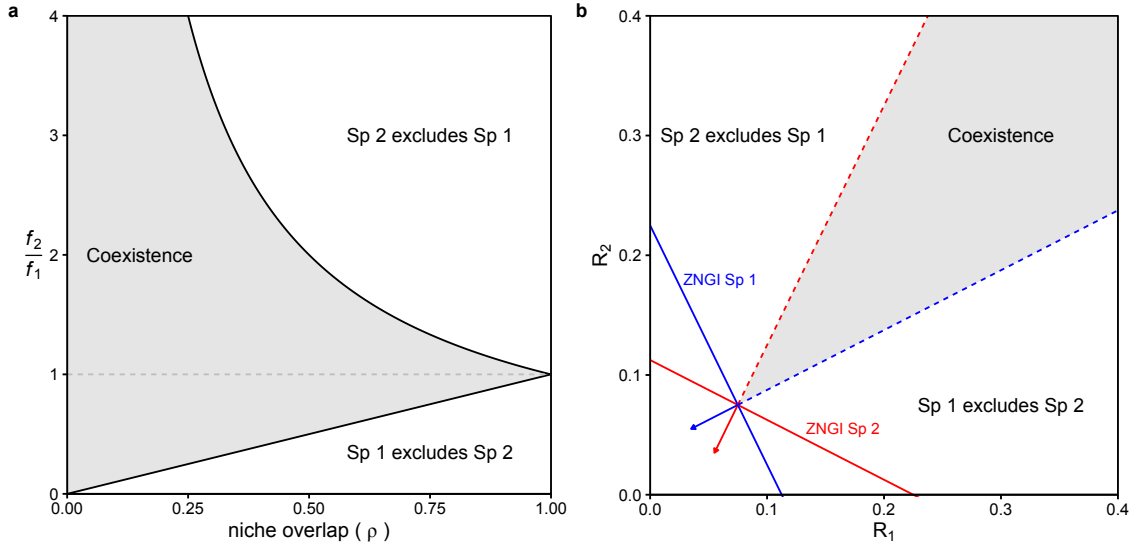 a
4
3
2
1
0
f2
f1
Coexistence
Sp 2 excludes Sp 1
Sp 1 excludes Sp 2
0.00 0.25 0.50 0.75 1.00
niche overlap ( ρ )
b
0.4
0.3
0.2
0.1
0.0
R2
Sp 2 excludes Sp 1
Coexistence
ZNGI Sp 1
Sp 1 excludes Sp 2
ZNGI Sp 2
0.0 0.1 0.2 0.3 0.4
R1